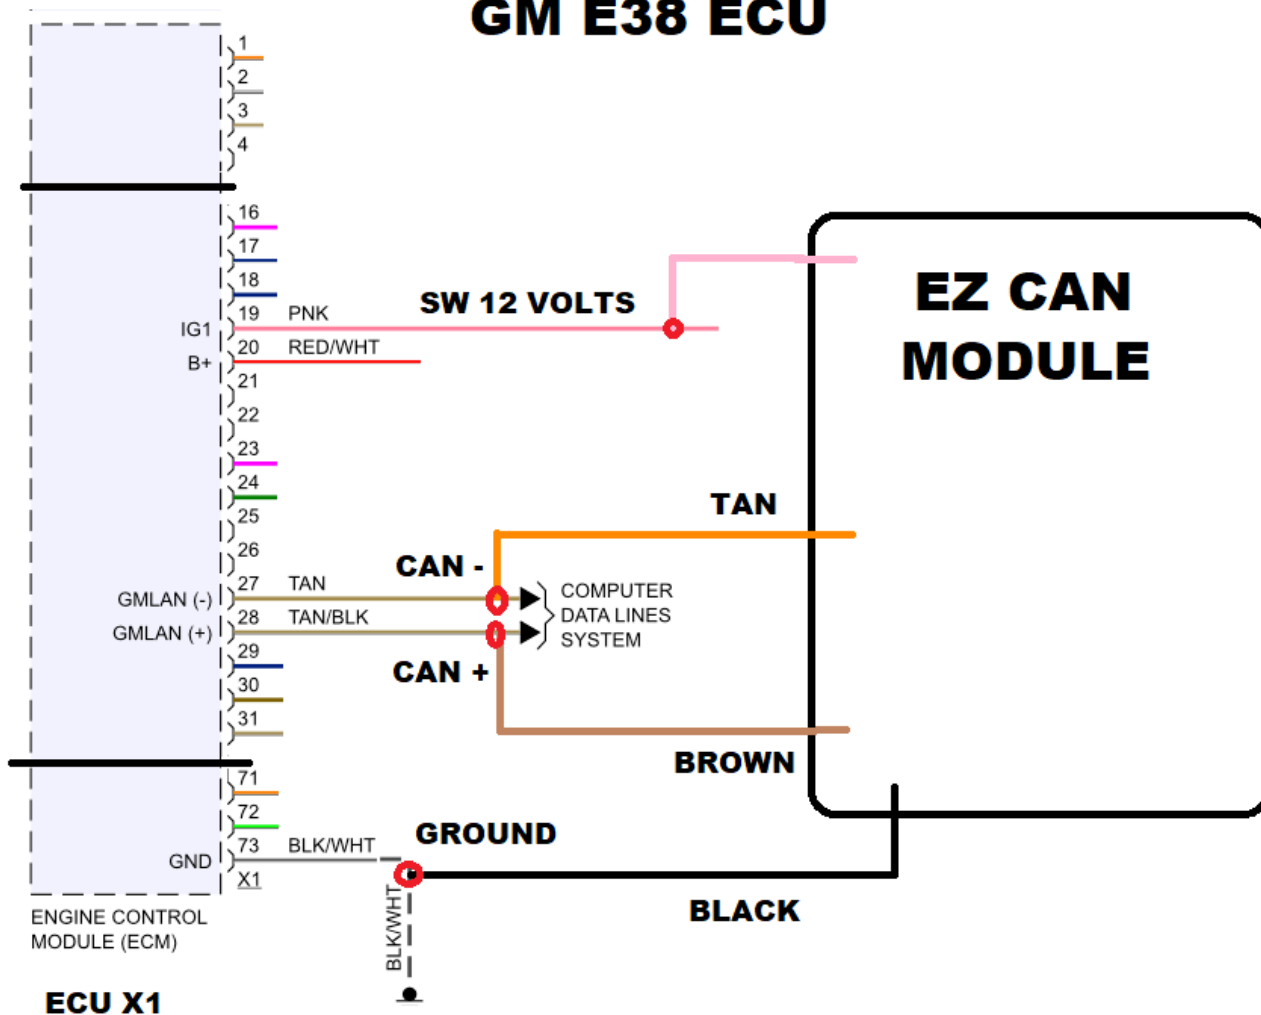 GM E38 ECU
1
2
3
4
16
17
18
IG1 19 PNK SW 12 VOLTS
B+ 20 RED/WHT
21
22
23
24
25
26
EZ CAN
MODULE
TAN
CAN -
GMLAN (-) 27 TAN
GMLAN (+) 28 TAN/BLK
COMPUTER
DATA LINES
SYSTEM
CAN +
29
30
31
BROWN
71
72
GND 73 BLK/WHT
X1
GROUND
BLACK
BLK/WHT
ENGINE CONTROL
MODULE (ECM)
ECU X1